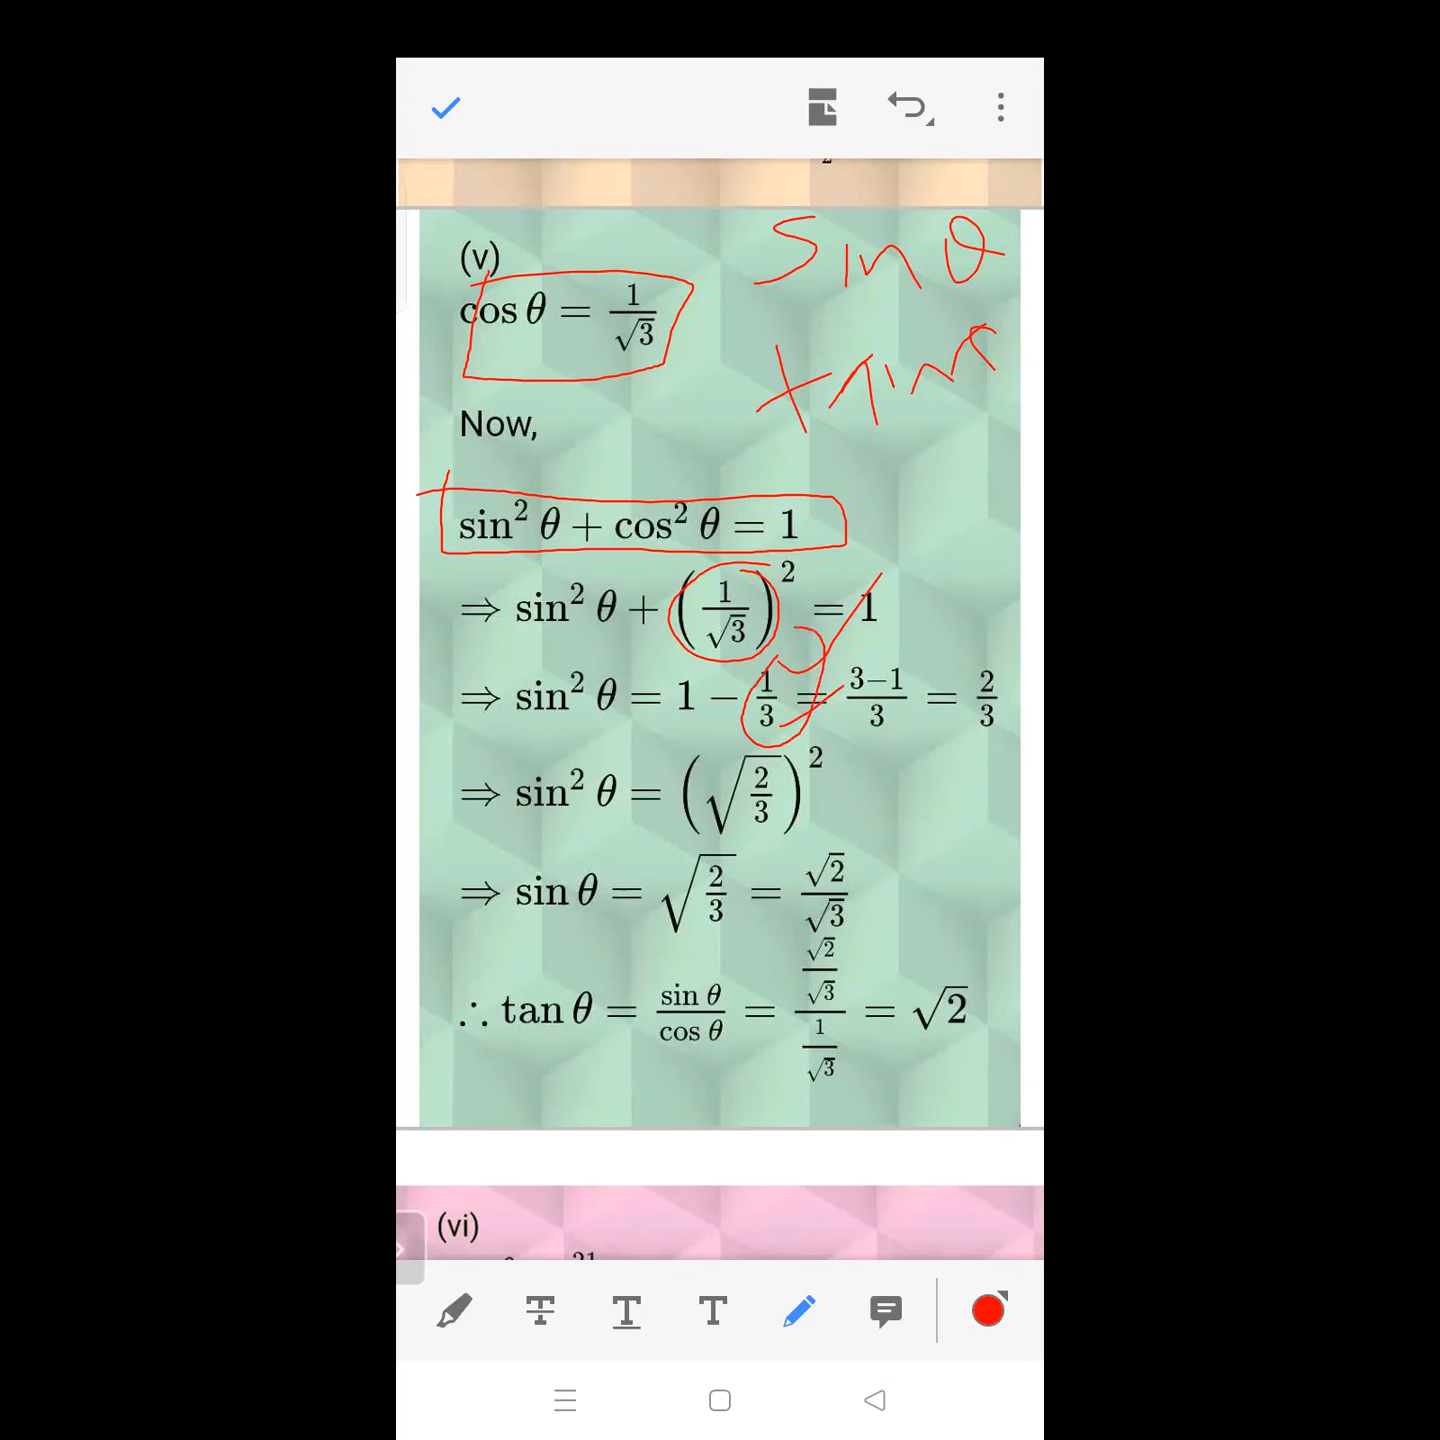 2
(v)
sin θ
cos θ = 1/√3
Now,
sin² θ + cos² θ = 1
⇒ sin² θ + (1/√3)² = 1
⇒ sin² θ = 1 − 1/3 = 3−1/3 = 2/3
⇒ sin² θ = (√(2/3))²
⇒ sin θ = √(2/3) = √2/√3
∴ tan θ = sin θ/cos θ = (√2/√3)/(1/√3) = √2
(vi)
21
T T T